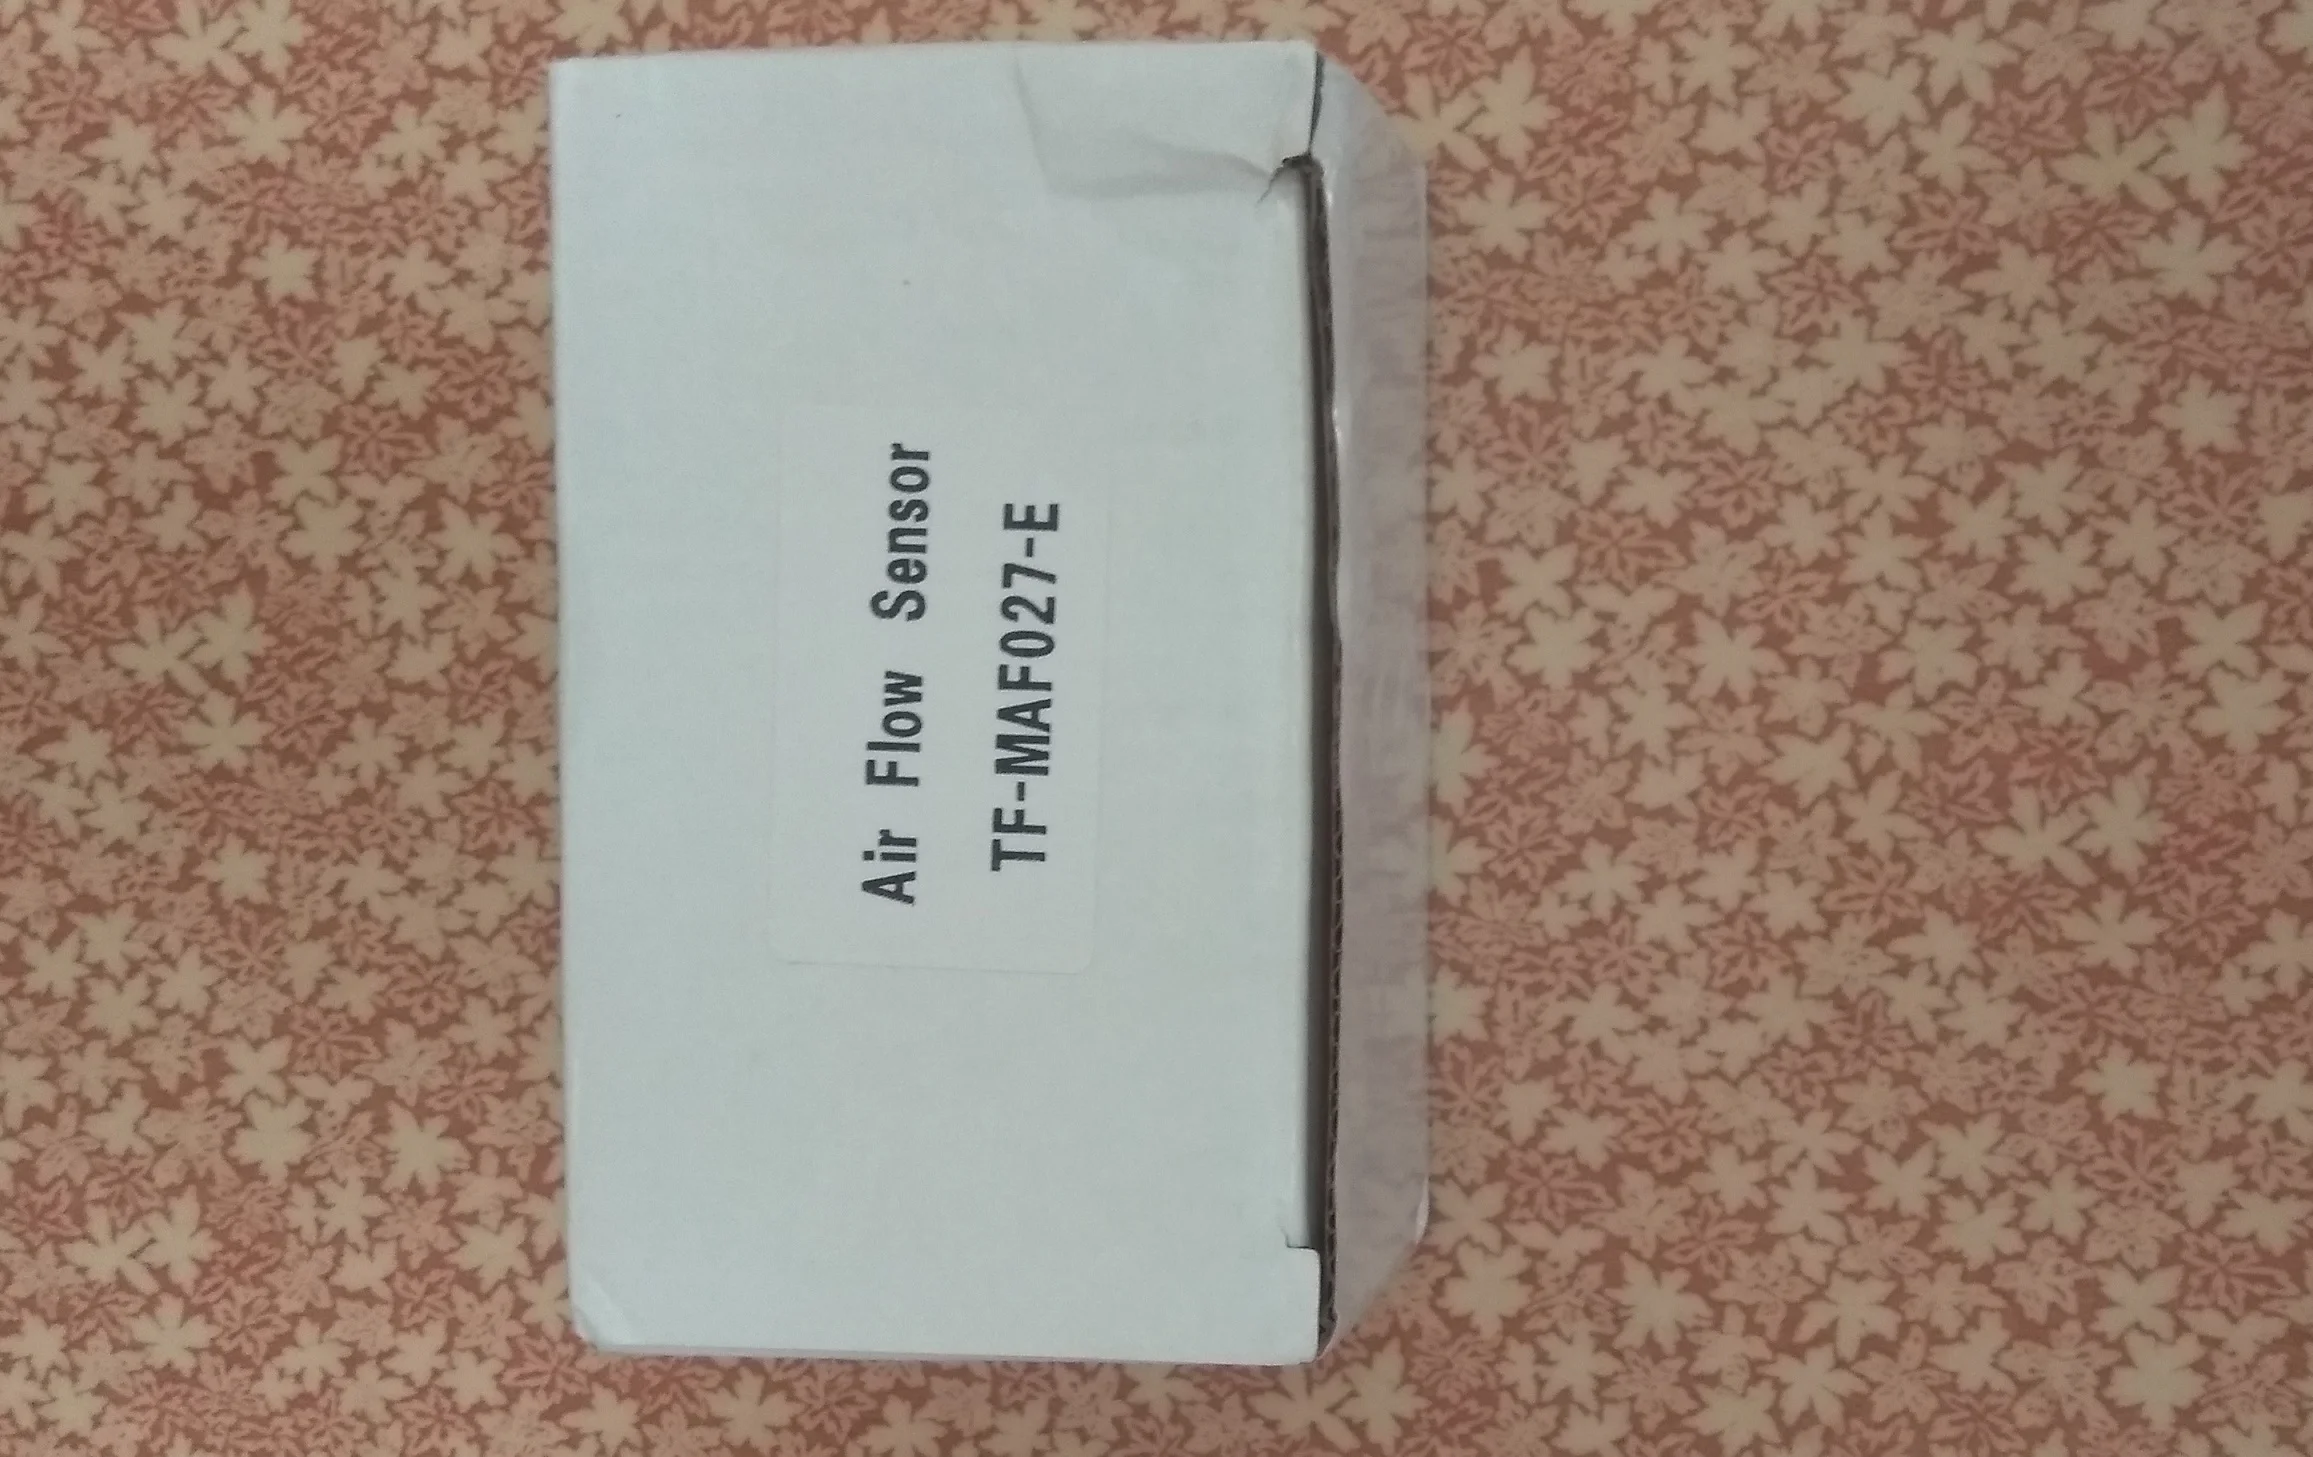 Air Flow Sensor
TF-MAF027-E